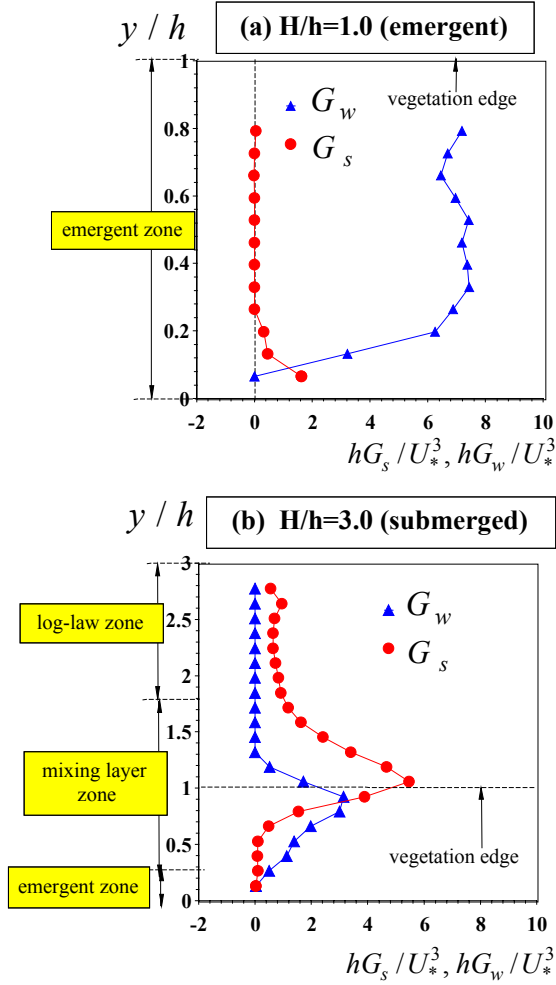 y / h
(a) H/h=1.0 (emergent)
1
vegetation edge
G_w
G_s
0.8
0.6
emergent zone
0.4
0.2
0
-2 0 2 4 6 8 10
hG_s / U_*^3, hG_w / U_*^3
y / h
(b) H/h=3.0 (submerged)
3
log-law zone
G_w
G_s
2.5
2
1.5
mixing layer
zone
1
vegetation edge
0.5
emergent zone
0
-2 0 2 4 6 8 10
hG_s / U_*^3, hG_w / U_*^3